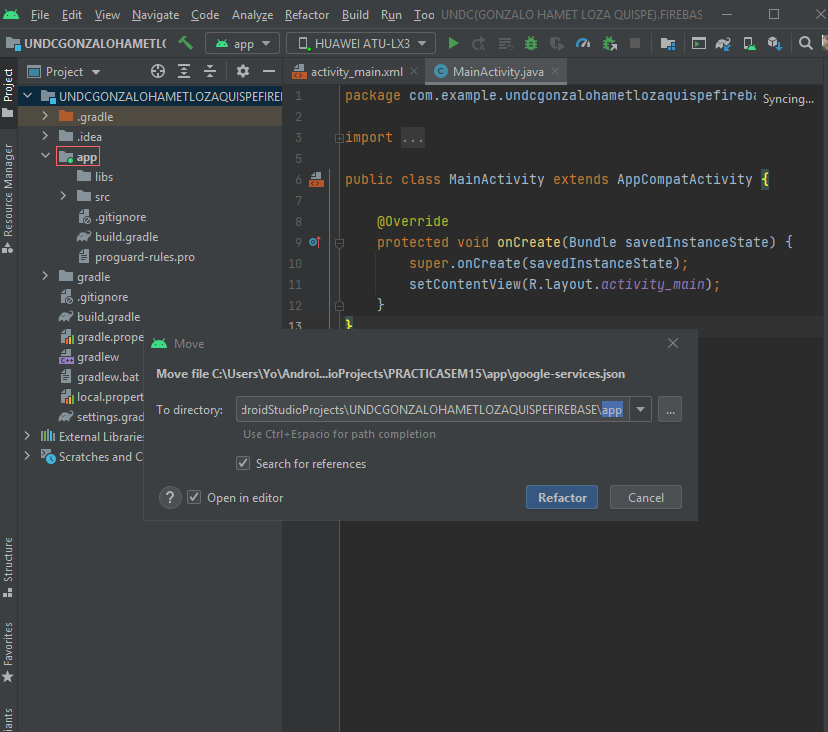 File Edit View Navigate Code Analyze Refactor Build Run Too UNDC(GONZALO HAMET LOZA QUISPE).FIREBAS
UNDCGONZALOHAMETLO app HUAWEI ATU-LX3
Project
activity_main.xml MainActivity.java
Project
Resource Manager
Structure
Favorites
iants
UNDCGONZALOHAMETLOZAQUISPEFIREI
.gradle
.idea
app
libs
src
.gitignore
build.gradle
proguard-rules.pro
gradle
.gitignore
build.gradle
gradle.prope
gradlew
gradlew.bat
local.propert
settings.grad
External Libraries
Scratches and C
1 package com.example.undcgonzalohametlozaquispefireba
Syncing...
2
3 import ...
5
6 public class MainActivity extends AppCompatActivity {
7
8 @Override
9 protected void onCreate(Bundle savedInstanceState) {
10 super.onCreate(savedInstanceState);
11 setContentView(R.layout.activity_main);
12 }
13 }
Move
Move file C:\Users\Yo\Androi...ioProjects\PRACTICASEM15\app\google-services.json
To directory: droidStudioProjects\UNDCGONZALOHAMETLOZAQUISPEFIREBASE\app ...
Use Ctrl+Espacio for path completion
Search for references
? Open in editor
Refactor Cancel